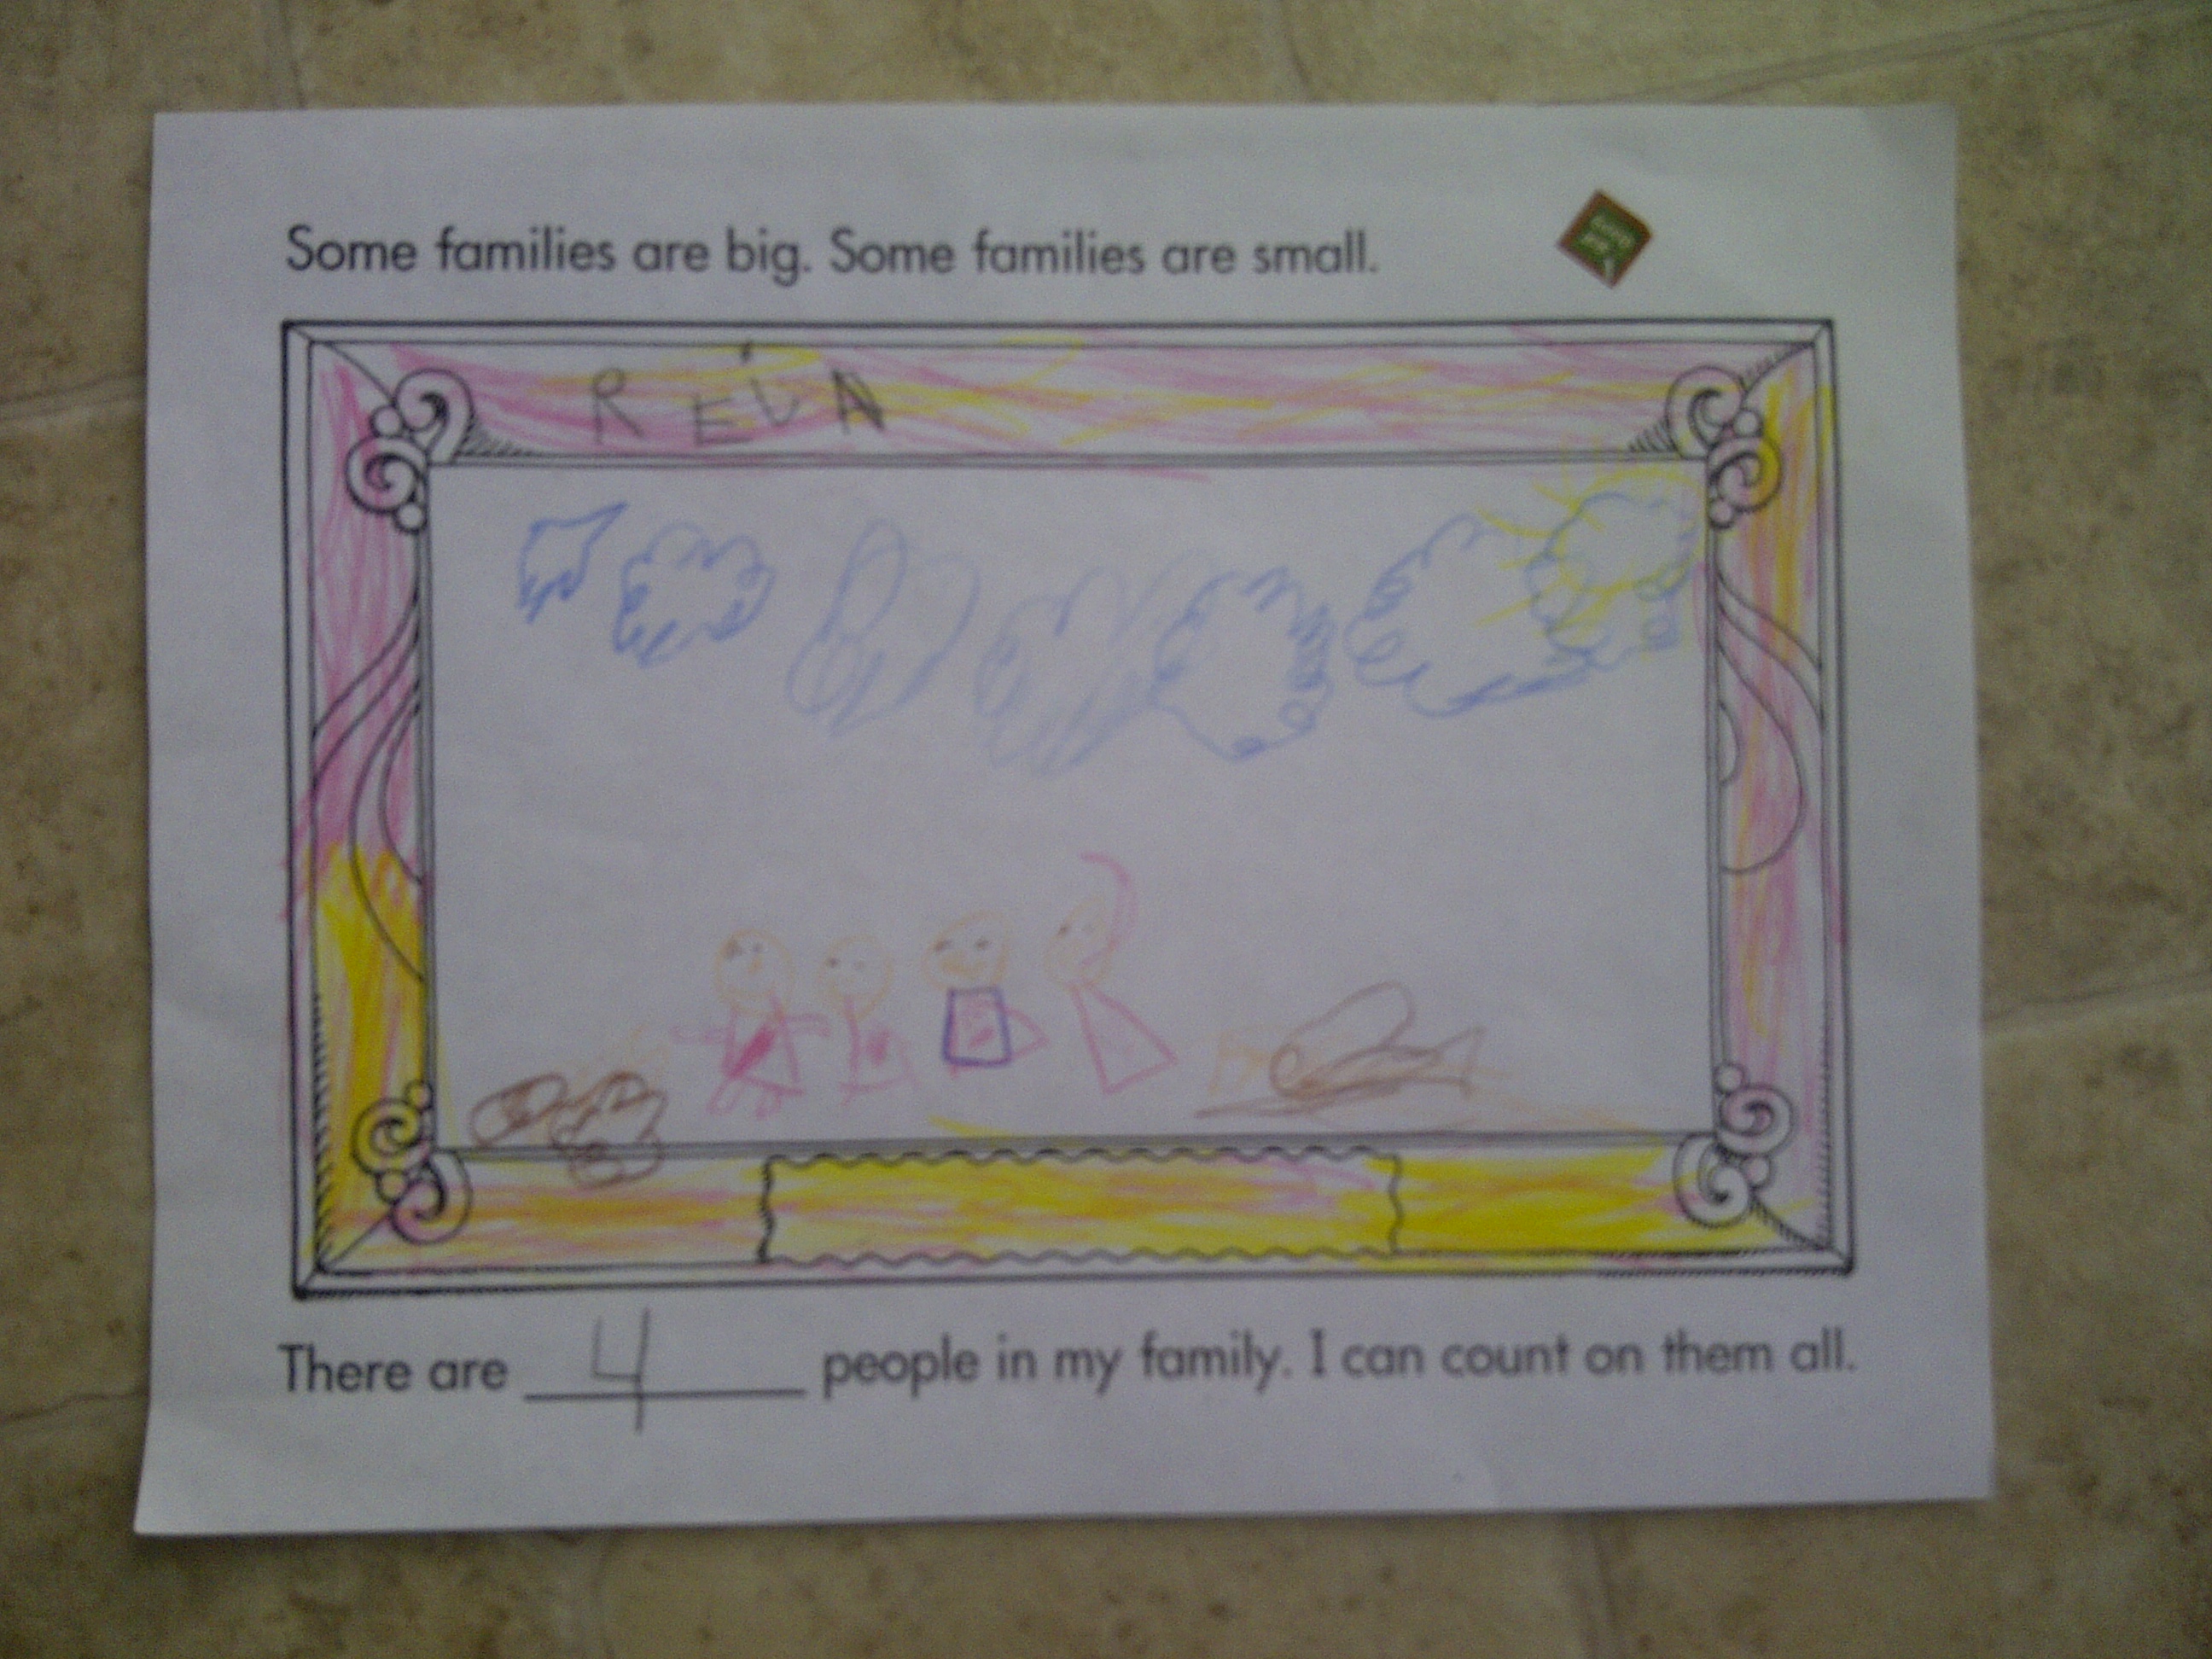 Some families are big. Some families are small.
REiN
There are 4 people in my family. I can count on them all.